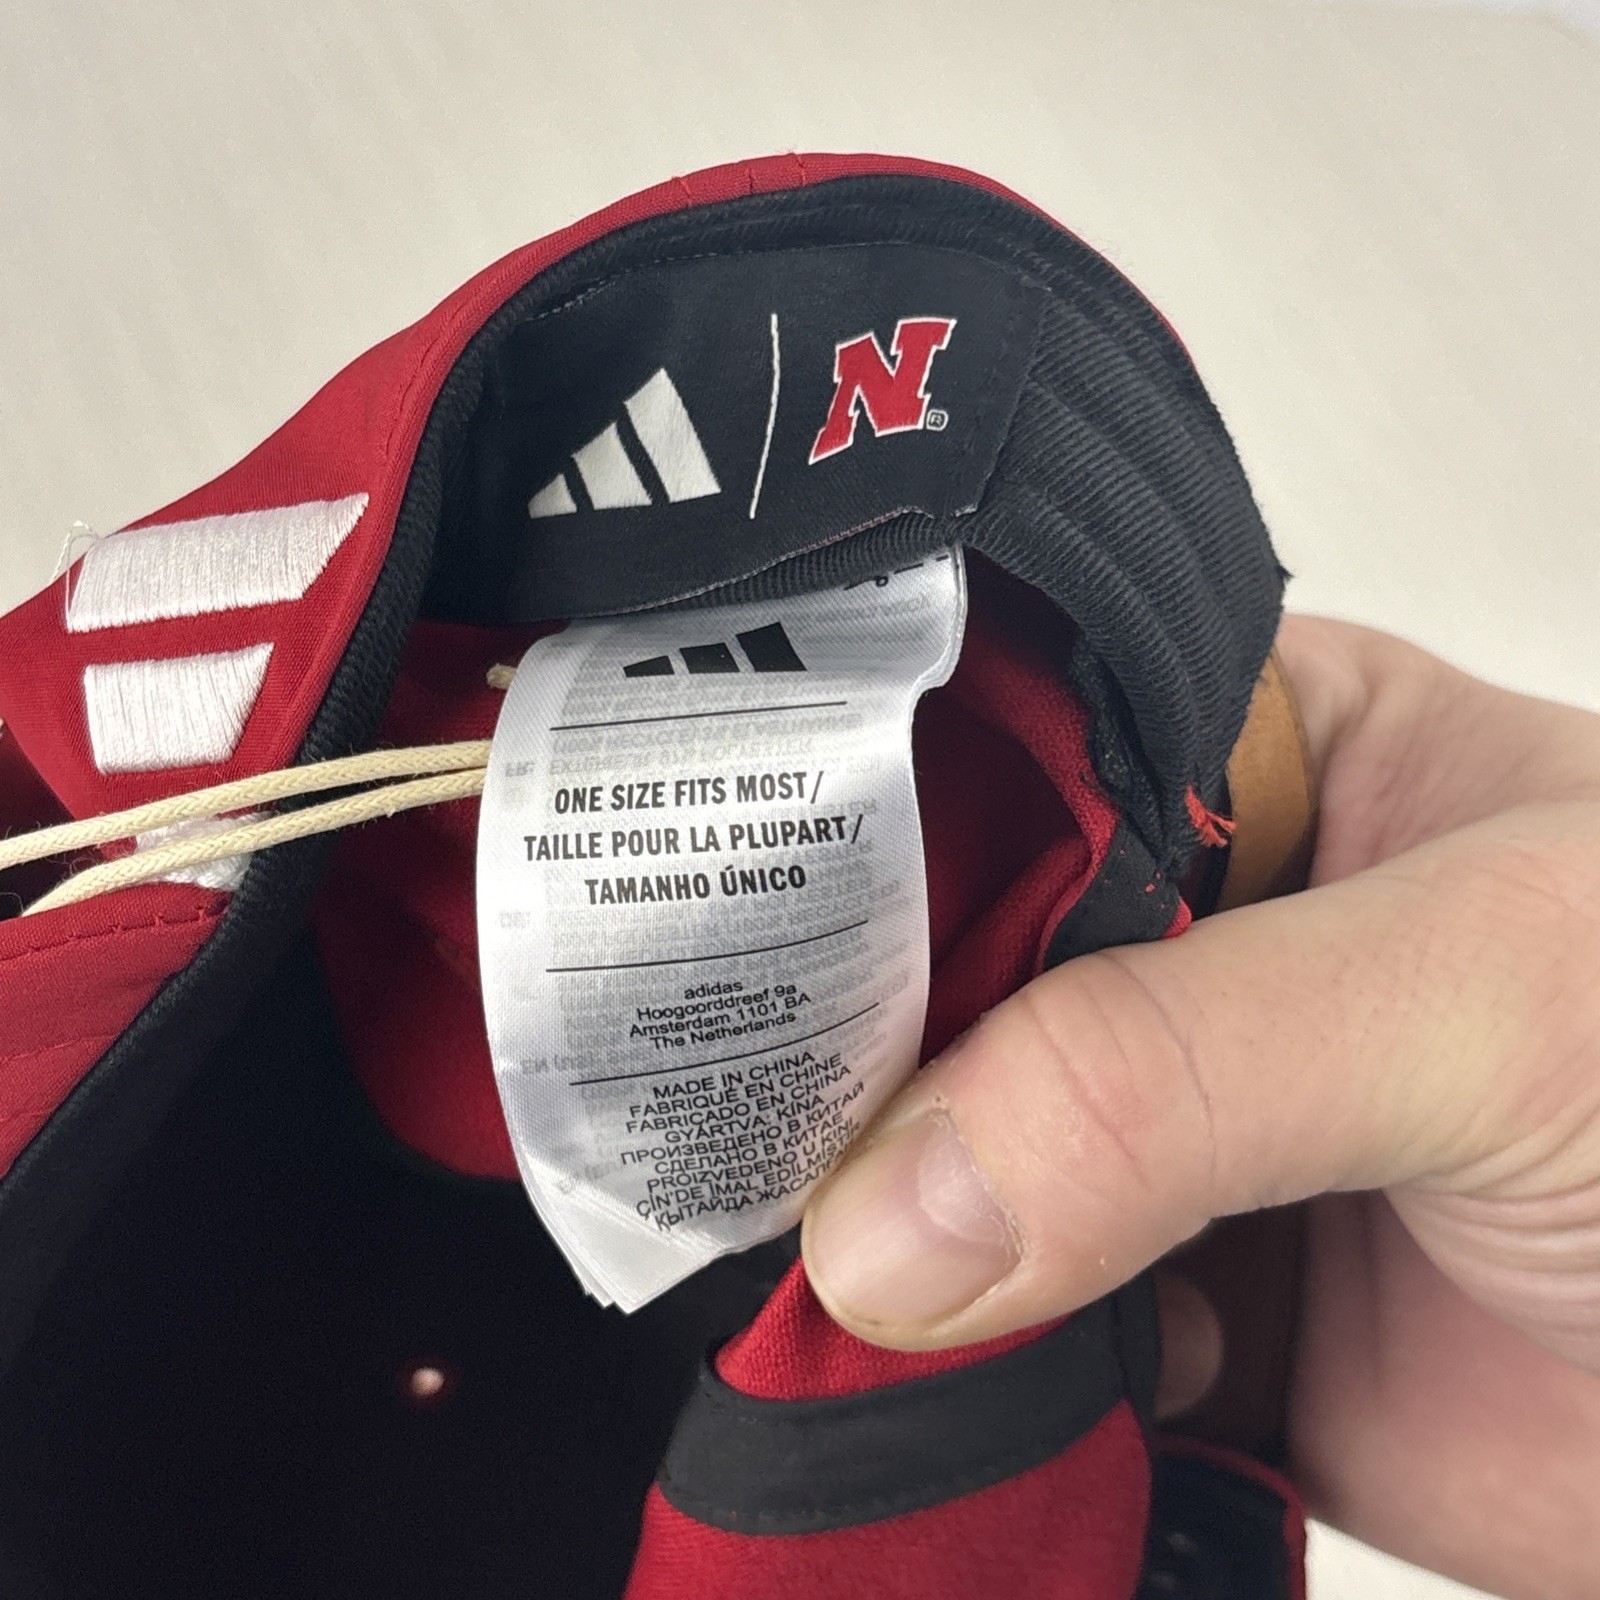 N®
ONE SIZE FITS MOST/
TAILLE POUR LA PLUPART/
TAMANHO ÚNICO
adidas
Hoogoorddreef 9a
Amsterdam 1101 BA
The Netherlands
MADE IN CHINA
FABRIQUÉ EN CHINE
FABRICADO EN CHINA
GYÁRTVA: KÍNA
ПРОИЗВЕДЕНО В КИТАЙ
СДЕЛАНО В КИТАЕ
PROIZVEDENO U KINI
ÇİN'DE İMAL EDİLMİŞTİR
ҚЫТАЙДА